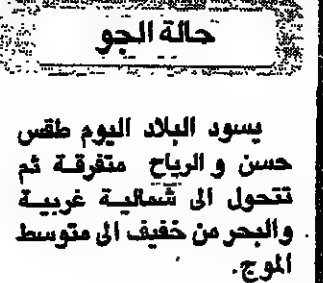 حالة الجو
يسود البلاد اليوم طقس
حسن و الرياح متفرقة ثم
تتحول الى شمالية غربية
والبحر من خفيف الى متوسط
الموج.